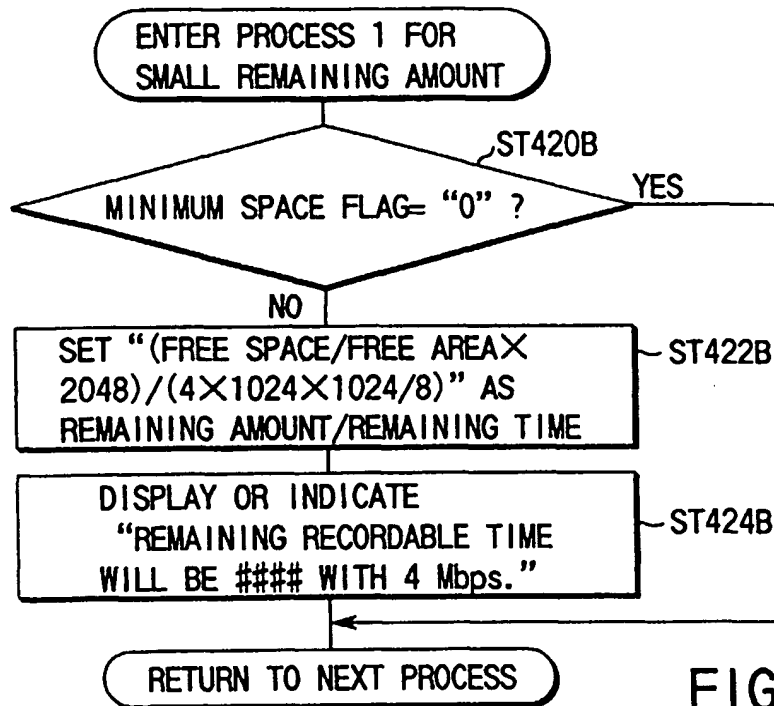 ENTER PROCESS 1 FOR
SMALL REMAINING AMOUNT
ST420B
MINIMUM SPACE FLAG= “0” ?
YES
NO
SET “(FREE SPACE/FREE AREA×
2048)/(4×1024×1024/8)” AS
REMAINING AMOUNT/REMAINING TIME
ST422B
DISPLAY OR INDICATE
“REMAINING RECORDABLE TIME
WILL BE #### WITH 4 Mbps.”
ST424B
RETURN TO NEXT PROCESS
FIG